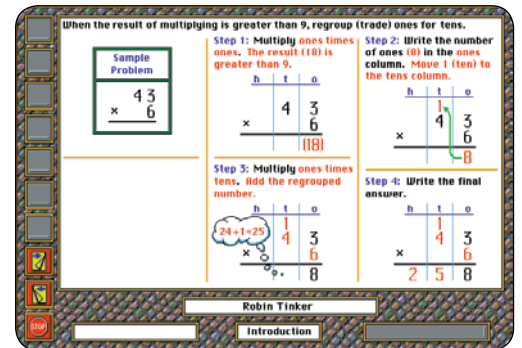 When the result of multiplying is greater than 9, regroup (trade) ones for tens.
Sample
Problem
43
× 6
Step 1: Multiply ones times
ones. The result (18) is
greater than 9.
h t o
4 3
× 6
(18)
Step 2: Write the number
of ones (8) in the ones
column. Move 1 (ten) to
the tens column.
h t o
1
4 3
× 6
8
Step 3: Multiply ones times
tens. Add the regrouped
number.
h t o
24+1=25
1
4 3
× 6
8
Step 4: Write the final
answer.
h t o
1
4 3
× 6
2 5 8
STOP
Robin Tinker
Introduction